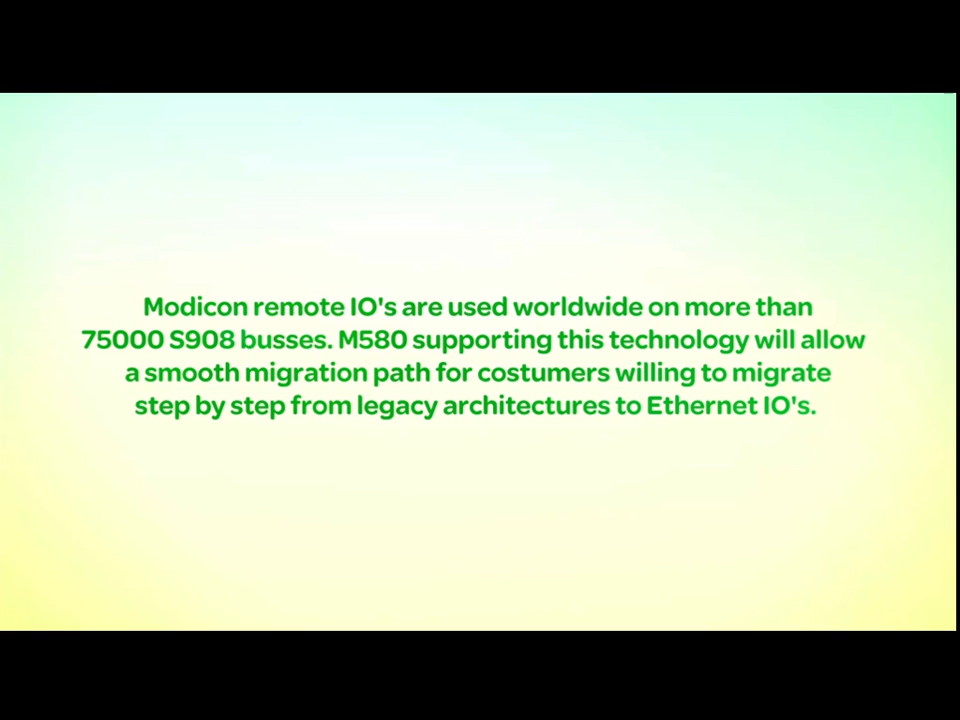 Modicon remote IO's are used worldwide on more than
75000 S908 busses. M580 supporting this technology will allow
a smooth migration path for costumers willing to migrate
step by step from legacy architectures to Ethernet IO's.